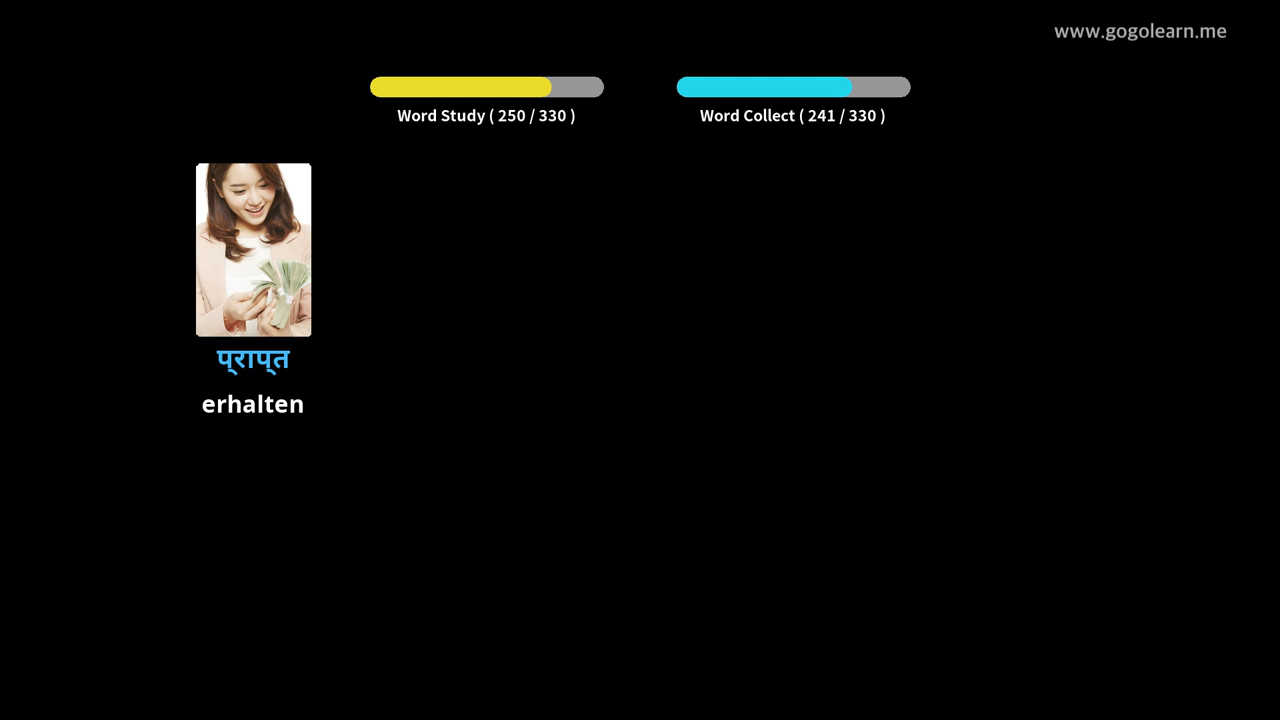 www.gogolearn.me
Word Study ( 250 / 330 )
Word Collect ( 241 / 330 )
प्राप्त
erhalten